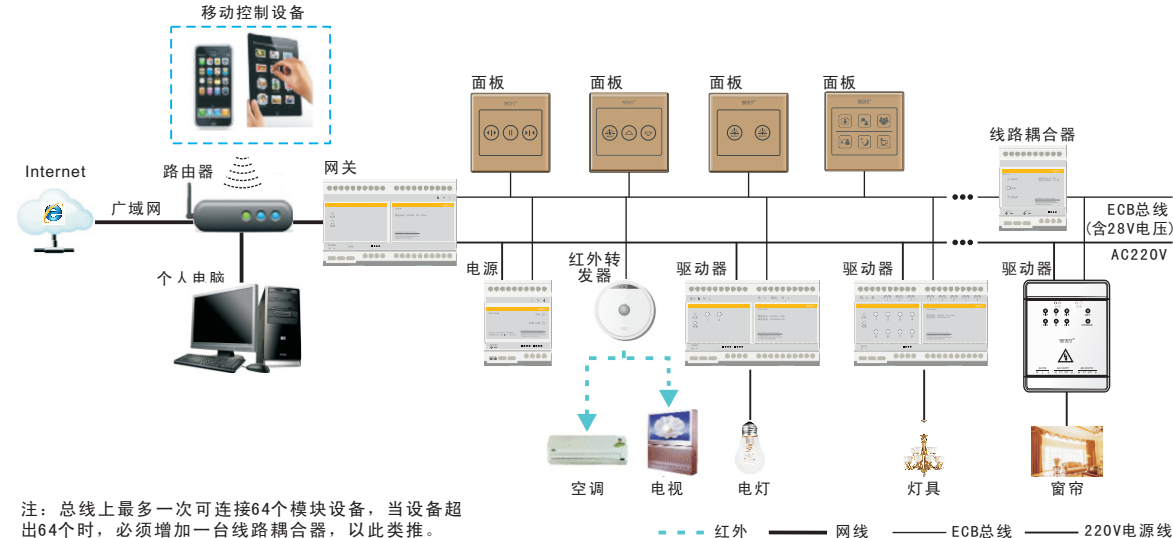 移动控制设备
面板
面板
面板
面板
线路耦合器
Internet
路由器
网关
广域网
ECB总线
(含28V电压)
AC220V
个人电脑
电源
红外转
发器
驱动器
驱动器
驱动器
空调
电视
电灯
灯具
窗帘
注：总线上最多一次可连接64个模块设备，当设备超
出64个时，必须增加一台线路耦合器，以此类推。
红外
网线
ECB总线
220V电源线